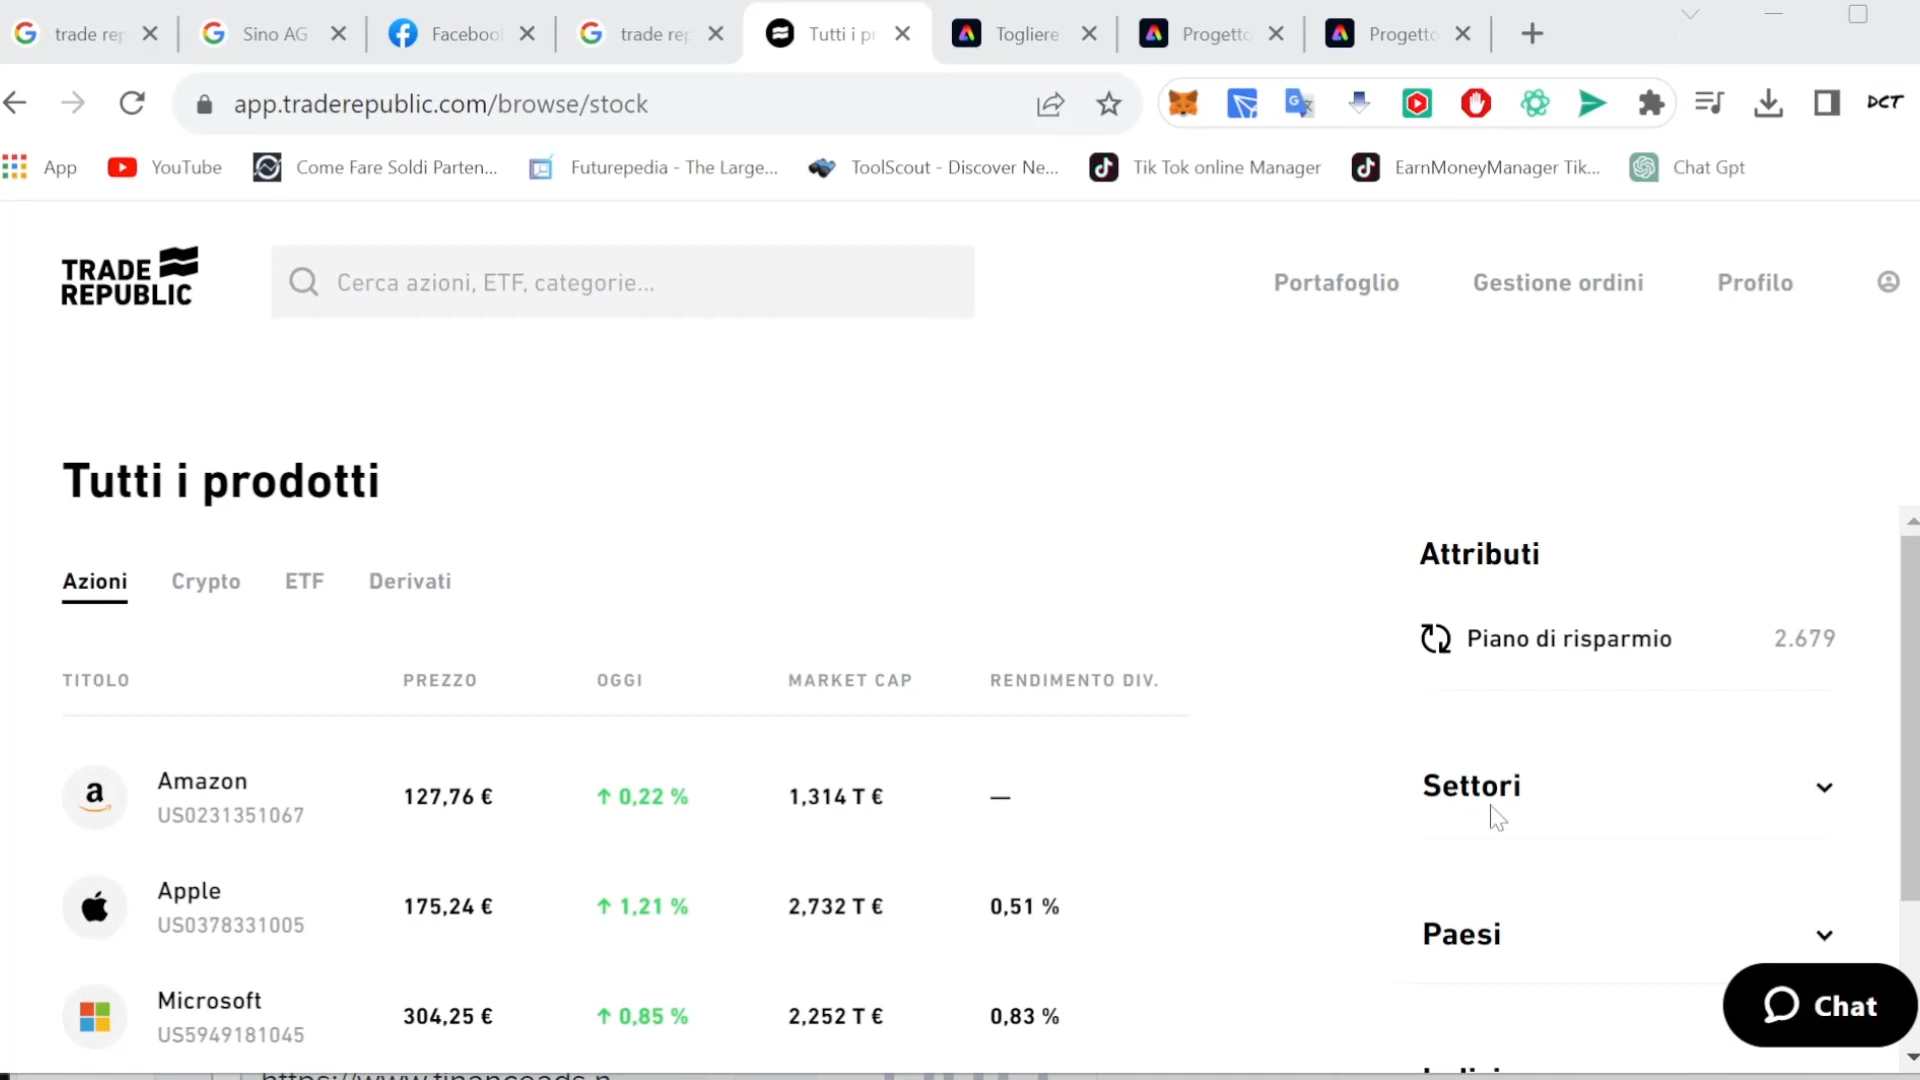 trade rep
Sino AG
Faceboo
trade rep
Tutti i pr
Togliere
Progetto
Progetto
app.traderepublic.com/browse/stock
DCT
App
YouTube
Come Fare Soldi Parten...
Futurepedia - The Large...
ToolScout - Discover Ne...
Tik Tok online Manager
EarnMoneyManager Tik...
Chat Gpt
TRADE
REPUBLIC
Cerca azioni, ETF, categorie...
Portafoglio
Gestione ordini
Profilo
Tutti i prodotti
Azioni Crypto ETF Derivati
TITOLO PREZZO OGGI MARKET CAP RENDIMENTO DIV.
Amazon
US0231351067
127,76 € ↑ 0,22 % 1,314 T € —
Apple
US0378331005
175,24 € ↑ 1,21 % 2,732 T € 0,51 %
Microsoft
US5949181045
304,25 € ↑ 0,85 % 2,252 T € 0,83 %
Attributi
Piano di risparmio 2.679
Settori
Paesi
Chat